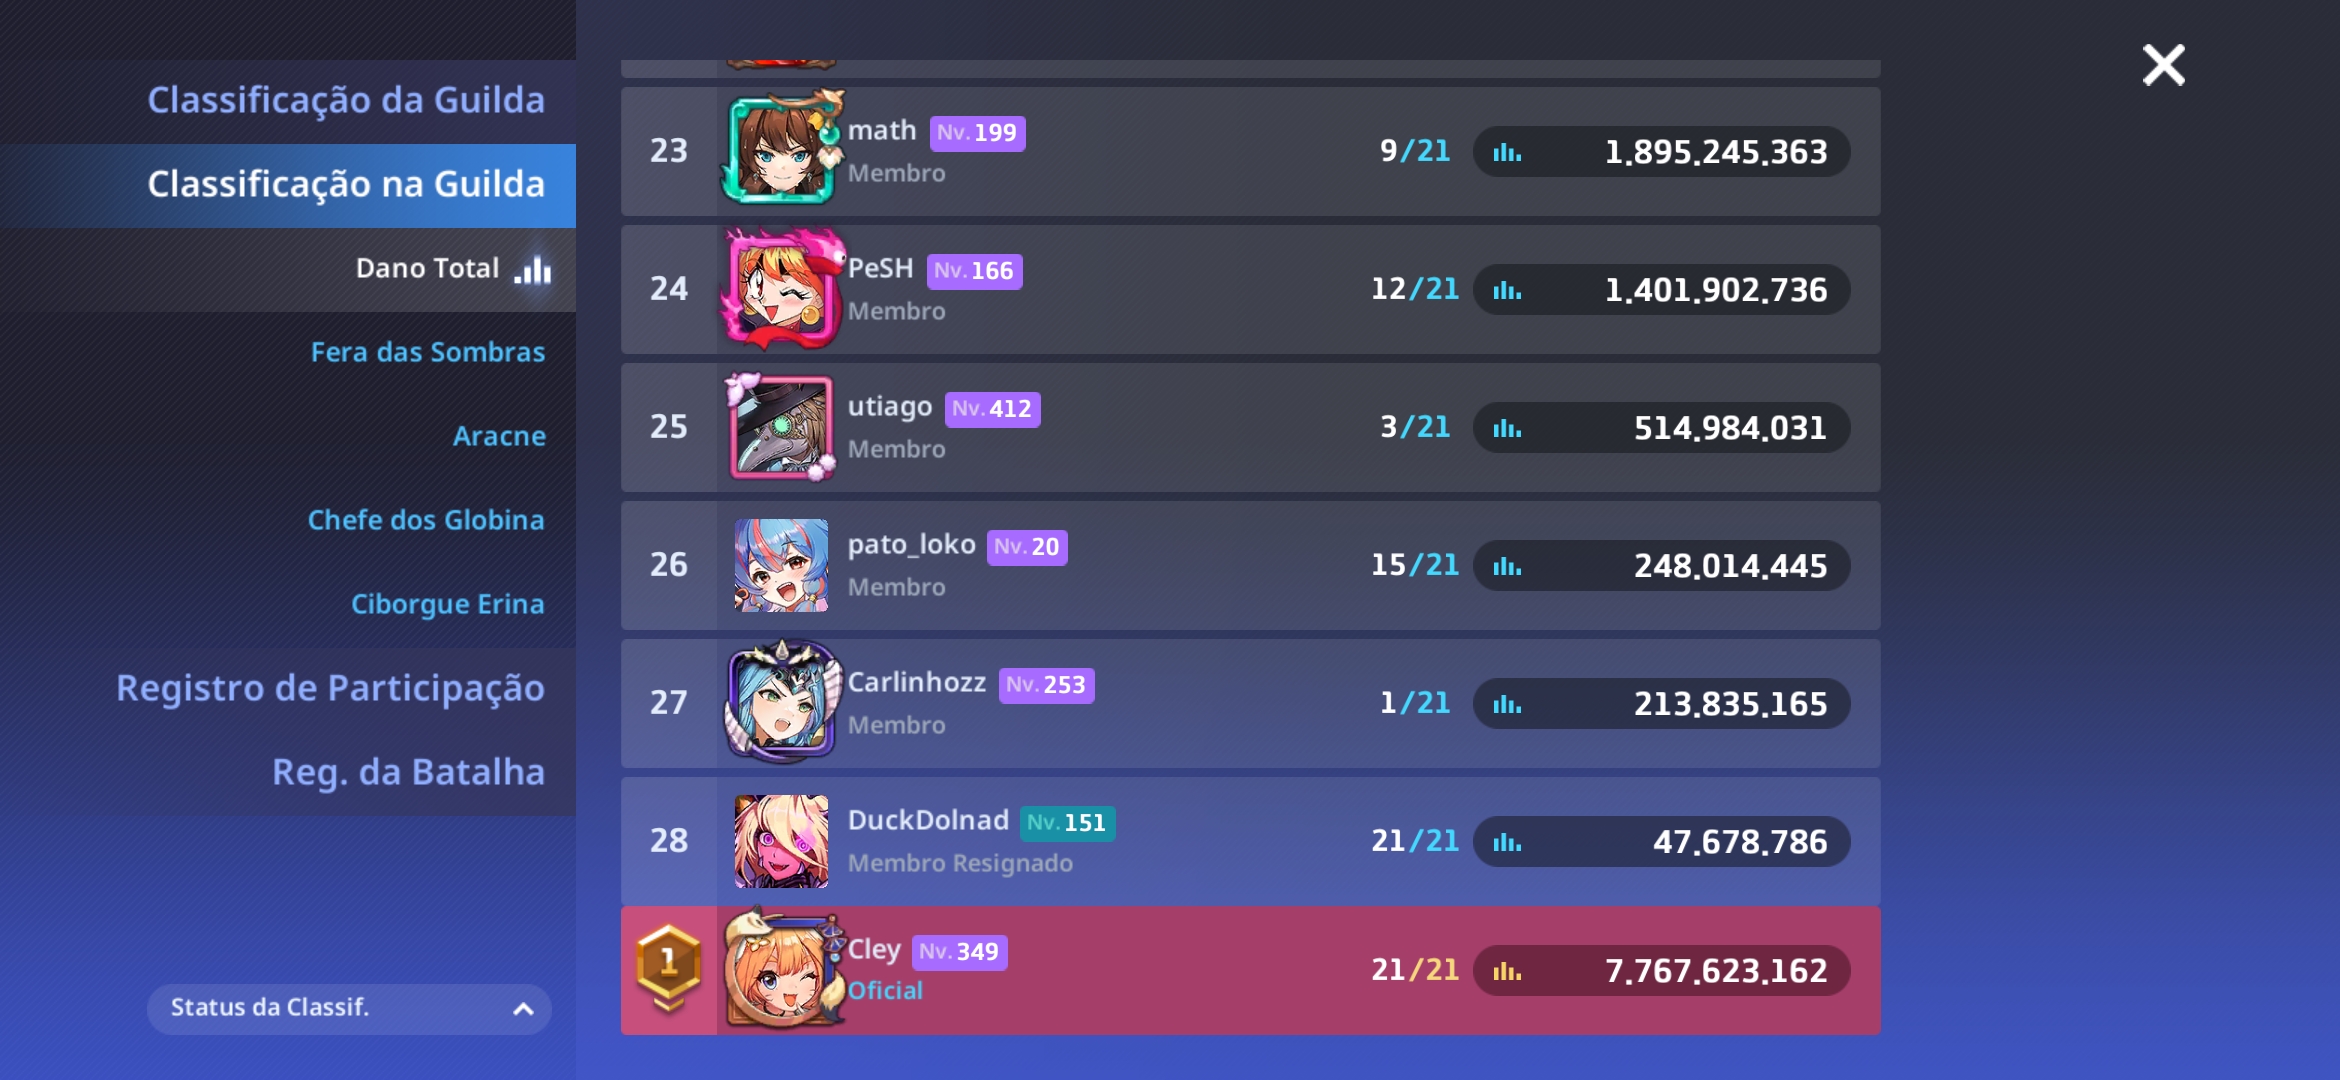 Classificação da Guilda
Classificação na Guilda
Dano Total
Fera das Sombras
Aracne
Chefe dos Globina
Ciborgue Erina
Registro de Participação
Reg. da Batalha
Status da Classif.
23 math Nv.199 9/21 1.895.245.363
Membro
24 PeSH Nv.166 12/21 1.401.902.736
Membro
25 utiago Nv.412 3/21 514.984.031
Membro
26 pato_loko Nv.20 15/21 248.014.445
Membro
27 Carlinhozz Nv.253 1/21 213.835.165
Membro
28 DuckDolnad Nv.151 21/21 47.678.786
Membro Resignado
1 Cley Nv.349 21/21 7.767.623.162
Oficial